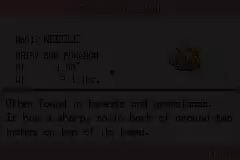 WEEDLE
HAIRY BUG POKéMON
HT
WT lbs.
Often found in forests and grasslands.
It has a sharp, toxic barb of around two
inches on top of its head.